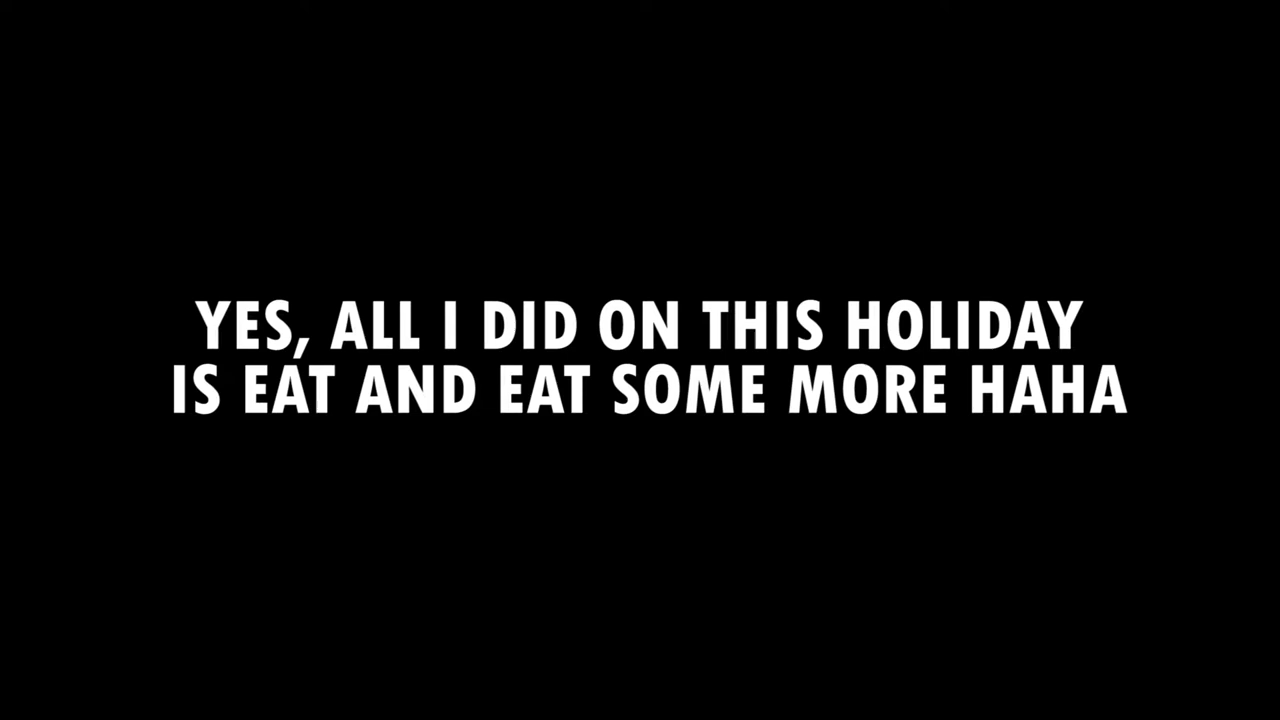 YES, ALL I DID ON THIS HOLIDAY
IS EAT AND EAT SOME MORE HAHA